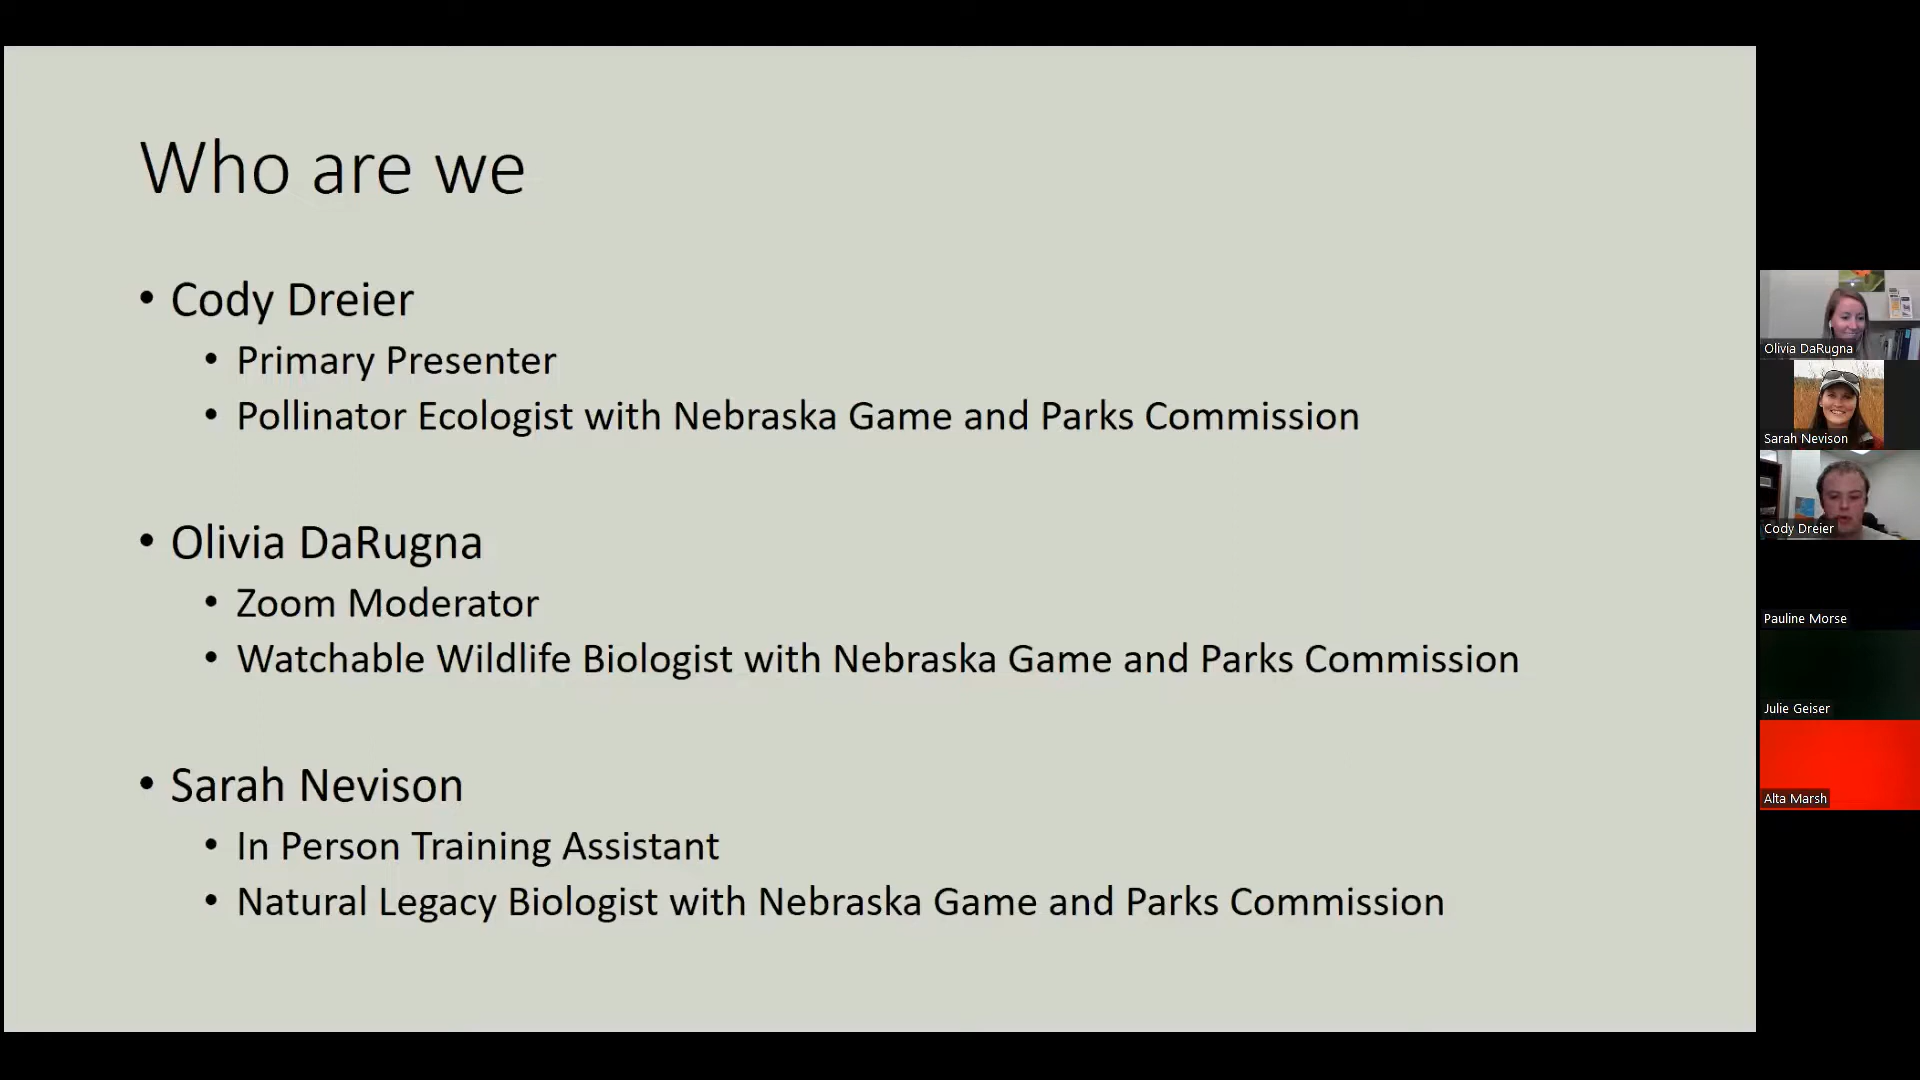 Who are we
• Cody Dreier
• Primary Presenter
• Pollinator Ecologist with Nebraska Game and Parks Commission
• Olivia DaRugna
• Zoom Moderator
• Watchable Wildlife Biologist with Nebraska Game and Parks Commission
• Sarah Nevison
• In Person Training Assistant
• Natural Legacy Biologist with Nebraska Game and Parks Commission
Olivia DaRugna
Sarah Nevison
Cody Dreier
Pauline Morse
Julie Geiser
Alta Marsh